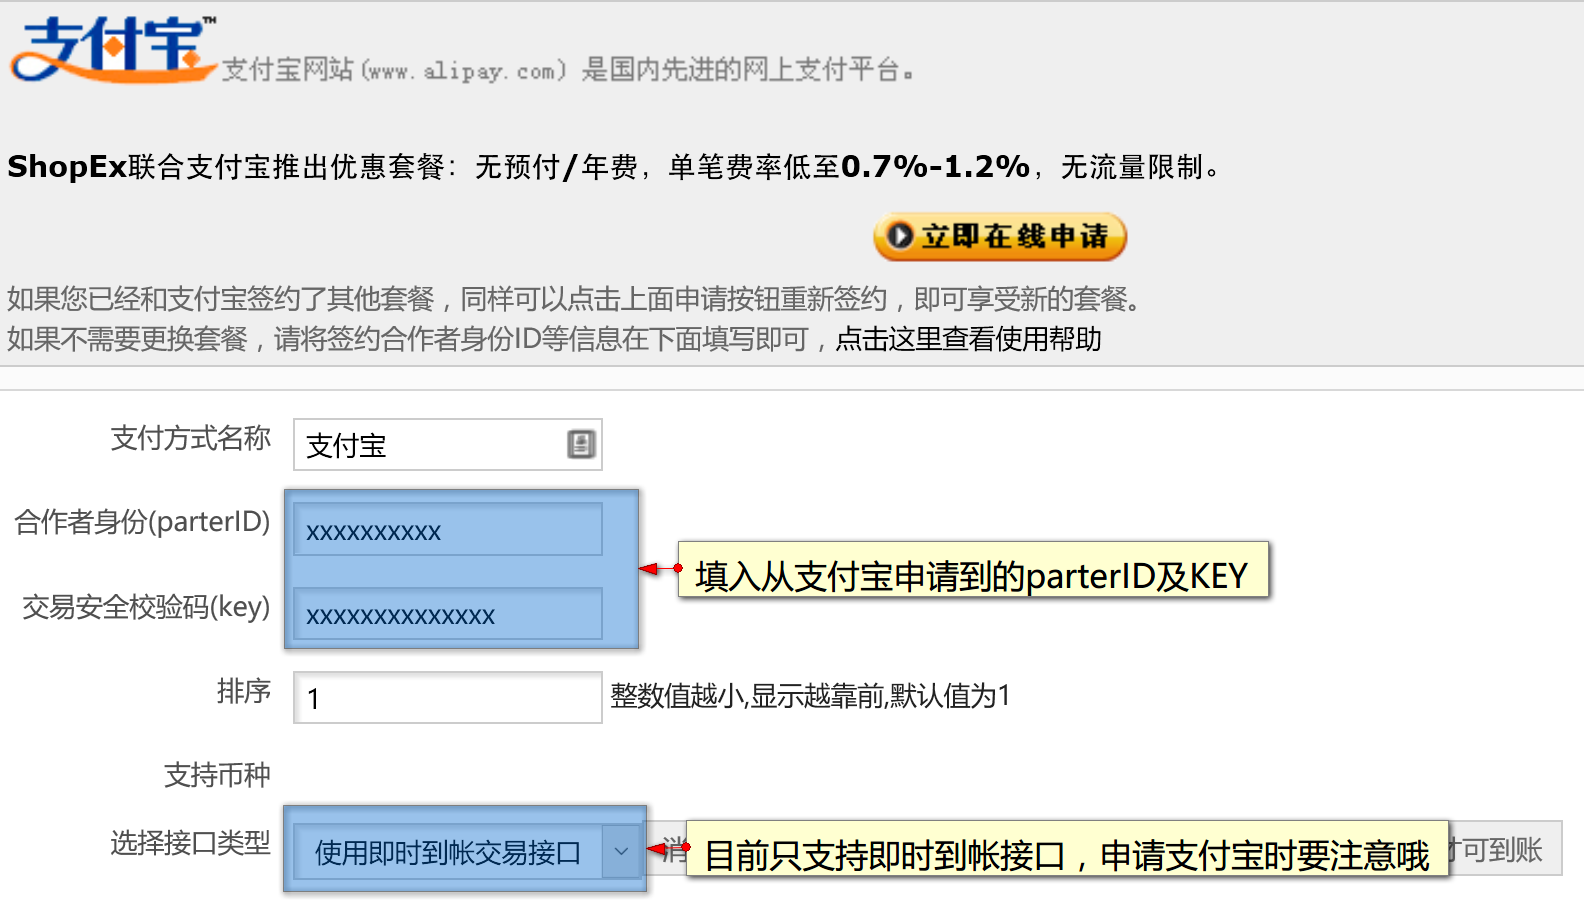 支付宝™
支付宝网站(www.alipay.com) 是国内先进的网上支付平台。
ShopEx联合支付宝推出优惠套餐：无预付/年费，单笔费率低至0.7%-1.2%，无流量限制。
立即在线申请
如果您已经和支付宝签约了其他套餐，同样可以点击上面申请按钮重新签约，即可享受新的套餐。
如果不需要更换套餐，请将签约合作者身份ID等信息在下面填写即可，点击这里查看使用帮助
支付方式名称 支付宝
合作者身份(parterID) xxxxxxxxxx
填入从支付宝申请到的parterID及KEY
交易安全校验码(key) xxxxxxxxxxxxxx
排序 1 整数值越小,显示越靠前,默认值为1
支持币种
选择接口类型 使用即时到帐交易接口 消 目前只支持即时到帐接口，申请支付宝时要注意哦 才可到账